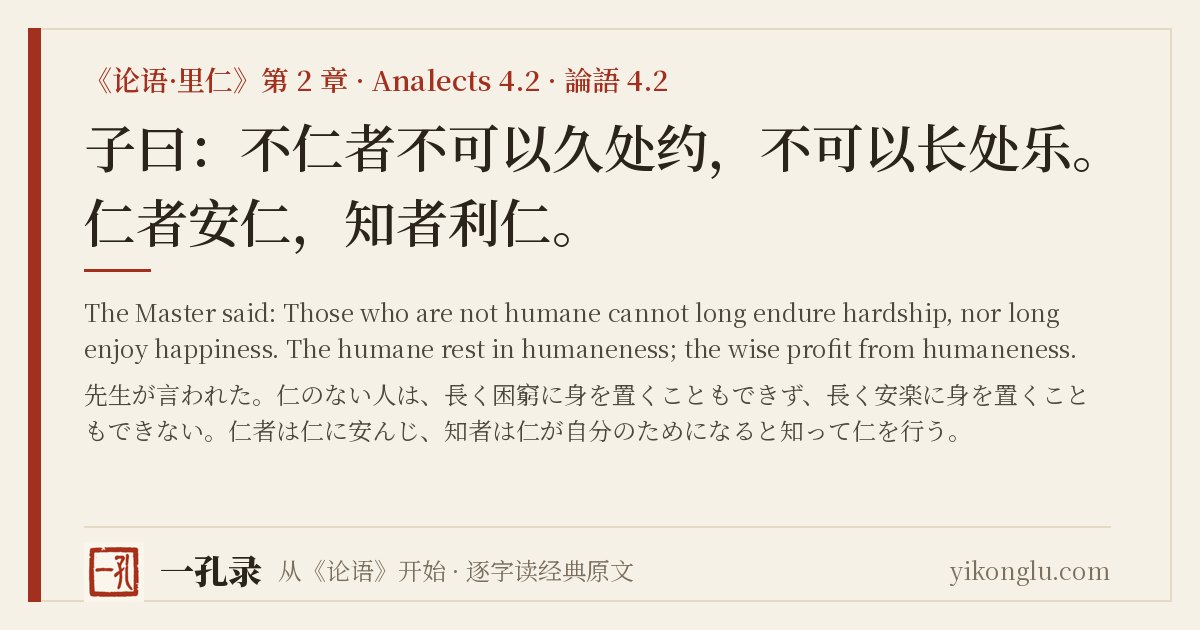 《论语·里仁》第 2 章 · Analects 4.2 · 論語 4.2
子曰：不仁者不可以久处约，不可以长处乐。
仁者安仁，知者利仁。
The Master said: Those who are not humane cannot long endure hardship, nor long
enjoy happiness. The humane rest in humaneness; the wise profit from humaneness.
先生が言われた。仁のない人は、長く困窮に身を置くこともできず、長く安楽に身を置くこと
もできない。仁者は仁に安んじ、知者は仁が自分のためになると知って仁を行う。
一孔
一孔录 从《论语》开始 · 逐字读经典原文 yikonglu.com